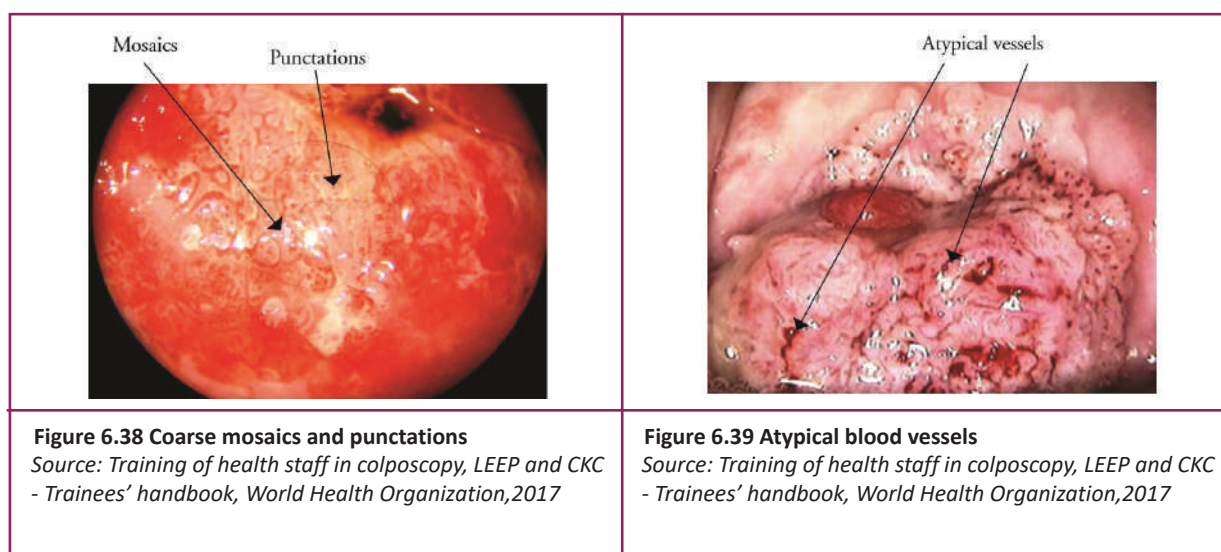 Mosaics
Punctations
Atypical vessels
Figure 6.38 Coarse mosaics and punctations
Source: Training of health staff in colposcopy, LEEP and CKC
- Trainees' handbook, World Health Organization,2017
Figure 6.39 Atypical blood vessels
Source: Training of health staff in colposcopy, LEEP and CKC
- Trainees' handbook, World Health Organization,2017